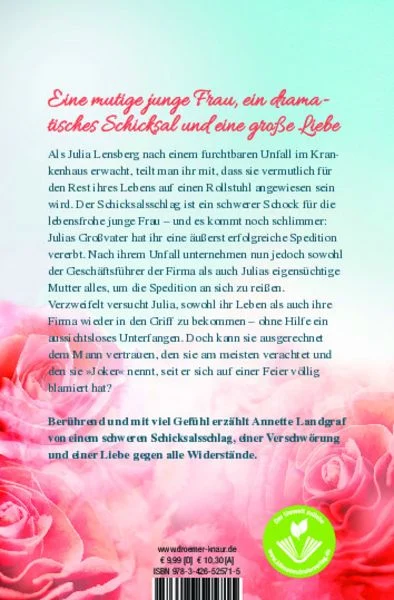 Eine mutige junge Frau, ein drama-
tisches Schicksal und eine große Liebe
Als Julia Lensberg nach einem furchtbaren Unfall im Kran-
kenhaus erwacht, teilt man ihr mit, dass sie vermutlich für
den Rest ihres Lebens auf einen Rollstuhl angewiesen sein
wird. Der Schicksalsschlag ist ein schwerer Schock für die
lebensfrohe junge Frau – und es kommt noch schlimmer:
Julias Großvater hat ihr eine äußerst erfolgreiche Spedition
vererbt. Nach ihrem Unfall unternehmen nun jedoch sowohl
der Geschäftsführer der Firma als auch Julias eigensüchtige
Mutter alles, um die Spedition an sich zu reißen.
Verzweifelt versucht Julia, sowohl ihr Leben als auch ihre
Firma wieder in den Griff zu bekommen – ohne Hilfe ein
aussichtsloses Unterfangen. Doch kann sie ausgerechnet
dem Mann vertrauen, den sie am meisten verachtet und
den sie »Joker« nennt, seit er sich auf einer Feier völlig
blamiert hat?
Berührend und mit viel Gefühl erzählt Annette Landgraf
von einem schweren Schicksalsschlag, einer Verschwörung
und einer Liebe gegen alle Widerstände.
www.droemer-knaur.de
€ 9,99 [D] € 10,30 [A]
ISBN 978-3-426-52571-5